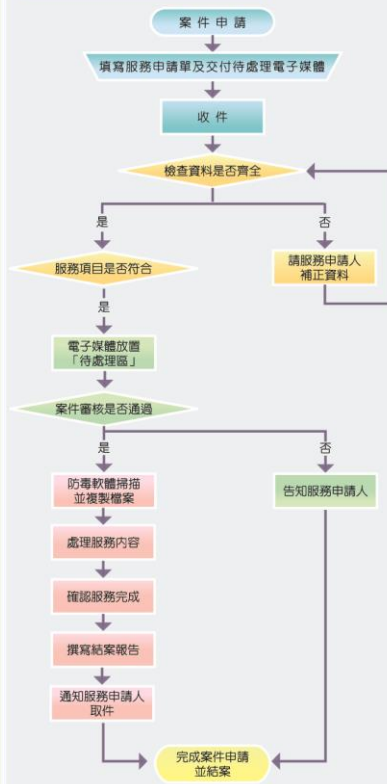 案件申請
填寫服務申請單及交付待處理電子媒體
收件
檢查資料是否齊全
是
否
服務項目是否符合
請服務申請人
補正資料
是
電子媒體放置
「待處理區」
案件審核是否通過
是
否
防毒軟體掃描
並複製檔案
告知服務申請人
處理服務內容
確認服務完成
撰寫結案報告
通知服務申請人
取件
完成案件申請
並結案